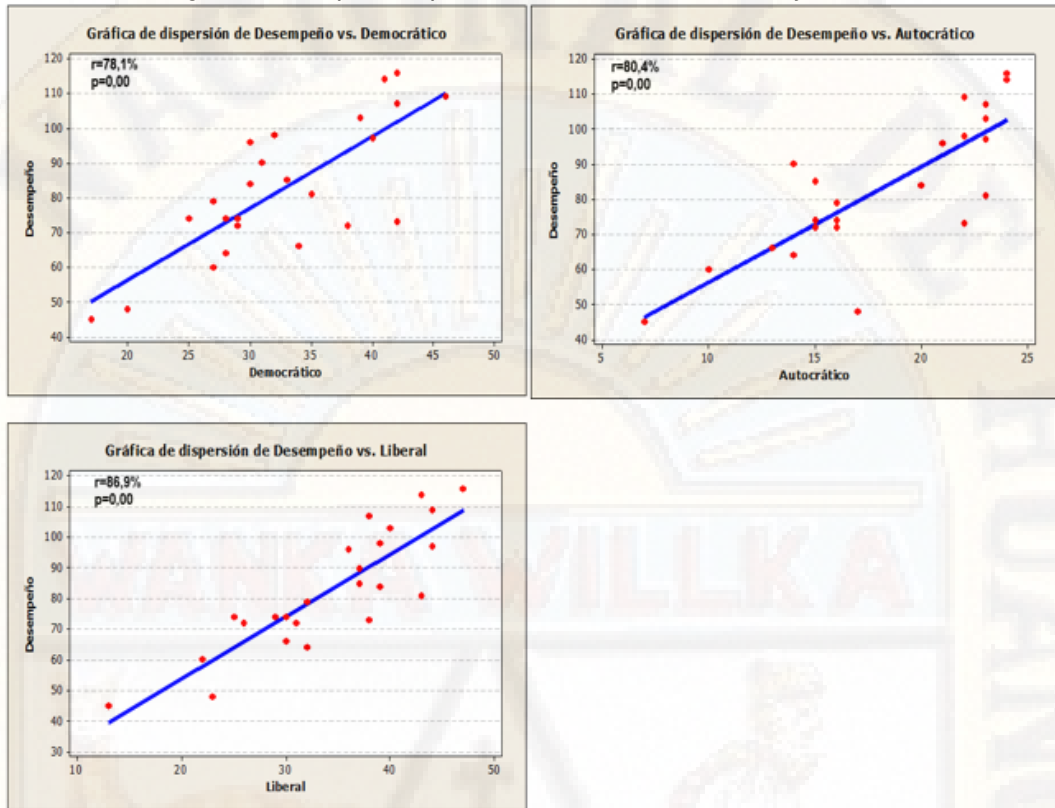 Gráfica de dispersión de Desempeño vs. Democrático
r=78,1%
p=0,00
120
110
100
90
80
70
60
50
40
Desempeño
20
25
30
35
40
45
50
Democrático
Gráfica de dispersión de Desempeño vs. Autocrático
r=80,4%
p=0,00
120
110
100
90
80
70
60
50
40
Desempeño
5
10
15
20
25
Autocrático
Gráfica de dispersión de Desempeño vs. Liberal
r=86,9%
p=0,00
120
110
100
90
80
70
60
50
40
30
Desempeño
10
20
30
40
50
Liberal
WANKA WILLKA